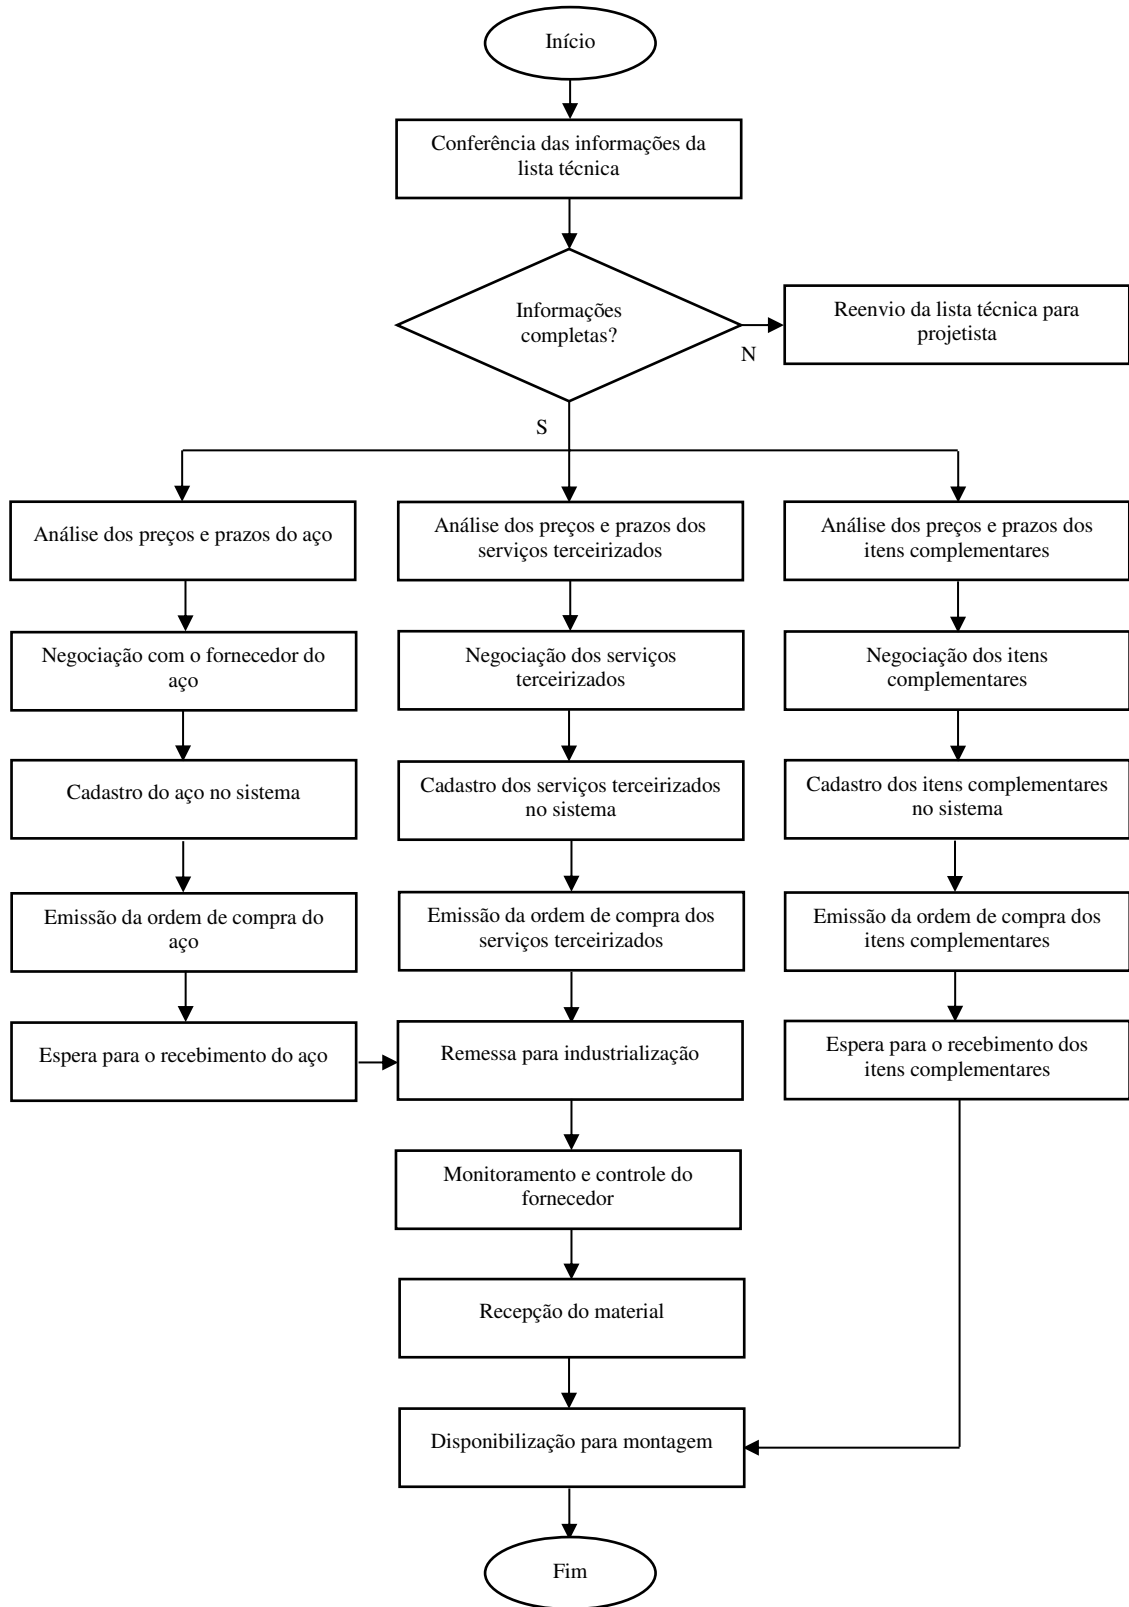 Início
Conferência das informações da
lista técnica
Informações
completas?
N
Reenvio da lista técnica para
projetista
S
Análise dos preços e prazos do aço
Análise dos preços e prazos dos
serviços terceirizados
Análise dos preços e prazos dos
itens complementares
Negociação com o fornecedor do
aço
Negociação dos serviços
terceirizados
Negociação dos itens
complementares
Cadastro do aço no sistema
Cadastro dos serviços terceirizados
no sistema
Cadastro dos itens complementares
no sistema
Emissão da ordem de compra do
aço
Emissão da ordem de compra dos
serviços terceirizados
Emissão da ordem de compra dos
itens complementares
Espera para o recebimento do aço
Remessa para industrialização
Espera para o recebimento dos
itens complementares
Monitoramento e controle do
fornecedor
Recepção do material
Disponibilização para montagem
Fim